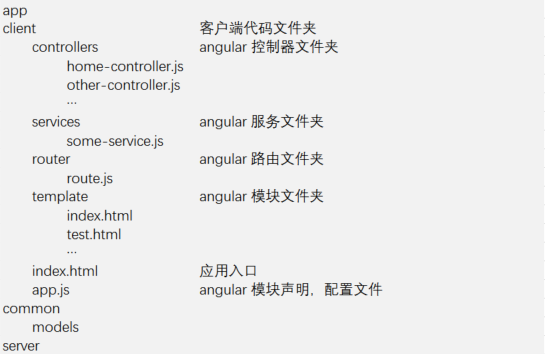 app
client 客户端代码文件夹
controllers angular 控制器文件夹
home-controller.js
other-controller.js
...
services angular 服务文件夹
some-service.js
router angular 路由文件夹
route.js
template angular 模块文件夹
index.html
test.html
...
index.html 应用入口
app.js angular 模块声明，配置文件
common
models
server